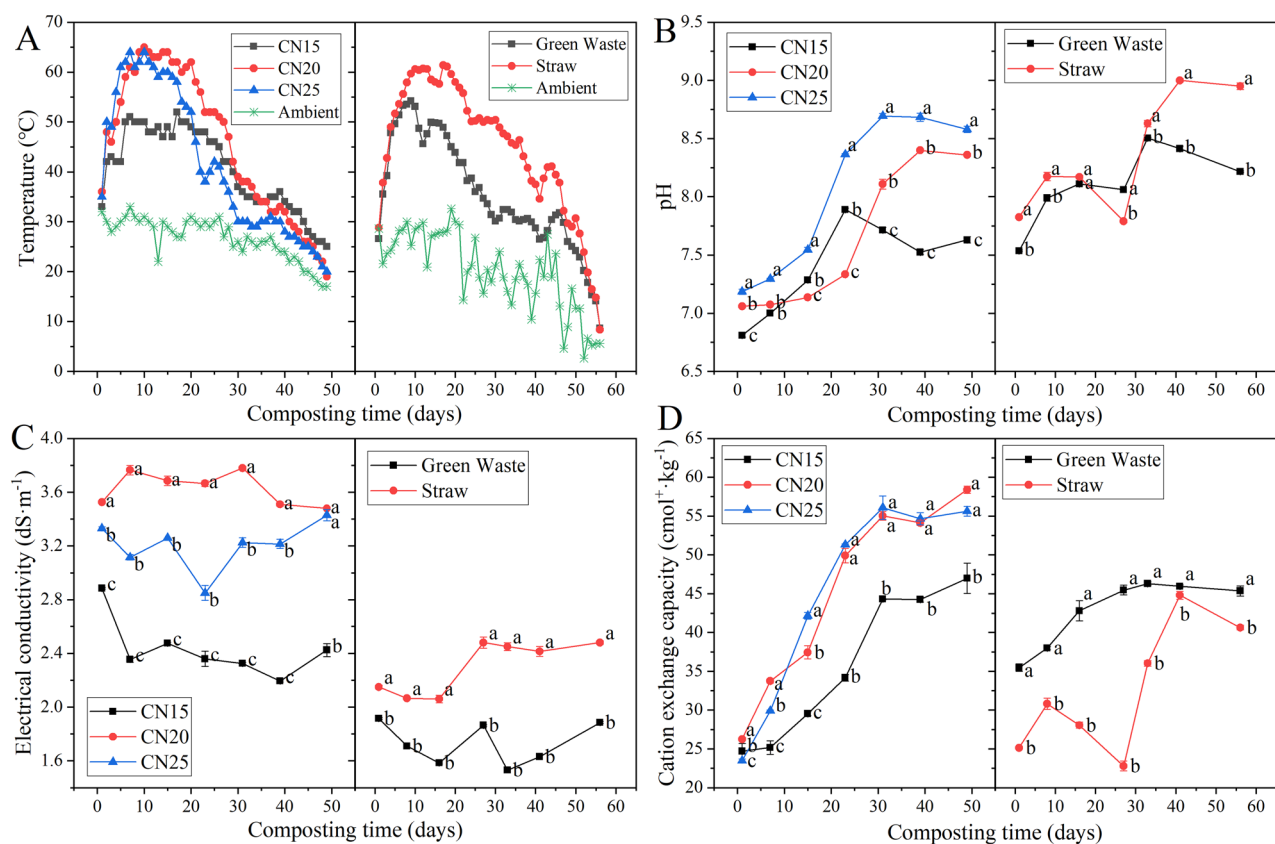 A
Temperature (°C)
70
60
50
40
30
20
10
0
CN15
CN20
CN25
Ambient
Green Waste
Straw
Ambient
0 10 20 30 40 50 0 10 20 30 40 50 60
Composting time (days)
B
pH
9.5
9.0
8.5
8.0
7.5
7.0
6.5
CN15
CN20
CN25
a a a a a a a
b b b c b b c
b b c c b b
c
Green Waste
Straw
a a a a b a a
b b a b b b b
0 10 20 30 40 50 0 10 20 30 40 50 60
Composting time (days)
C
Electrical conductivity (dS·m⁻¹)
4.0
3.6
3.2
2.8
2.4
2.0
1.6
a a a a a a a
b b b b b b
c c c c c c b
CN15
CN20
CN25
Green Waste
Straw
a a a a a a a
b b b b b b b
0 10 20 30 40 50 0 10 20 30 40 50 60
Composting time (days)
D
Cation exchange capacity (cmol⁺·kg⁻¹)
65
60
55
50
45
40
35
30
25
20
CN15
CN20
CN25
a a a a a a a
b b b a a a a
c c c b b b b
Green Waste
Straw
a a a a a a a
b b b b b b b
0 10 20 30 40 50 0 10 20 30 40 50 60
Composting time (days)